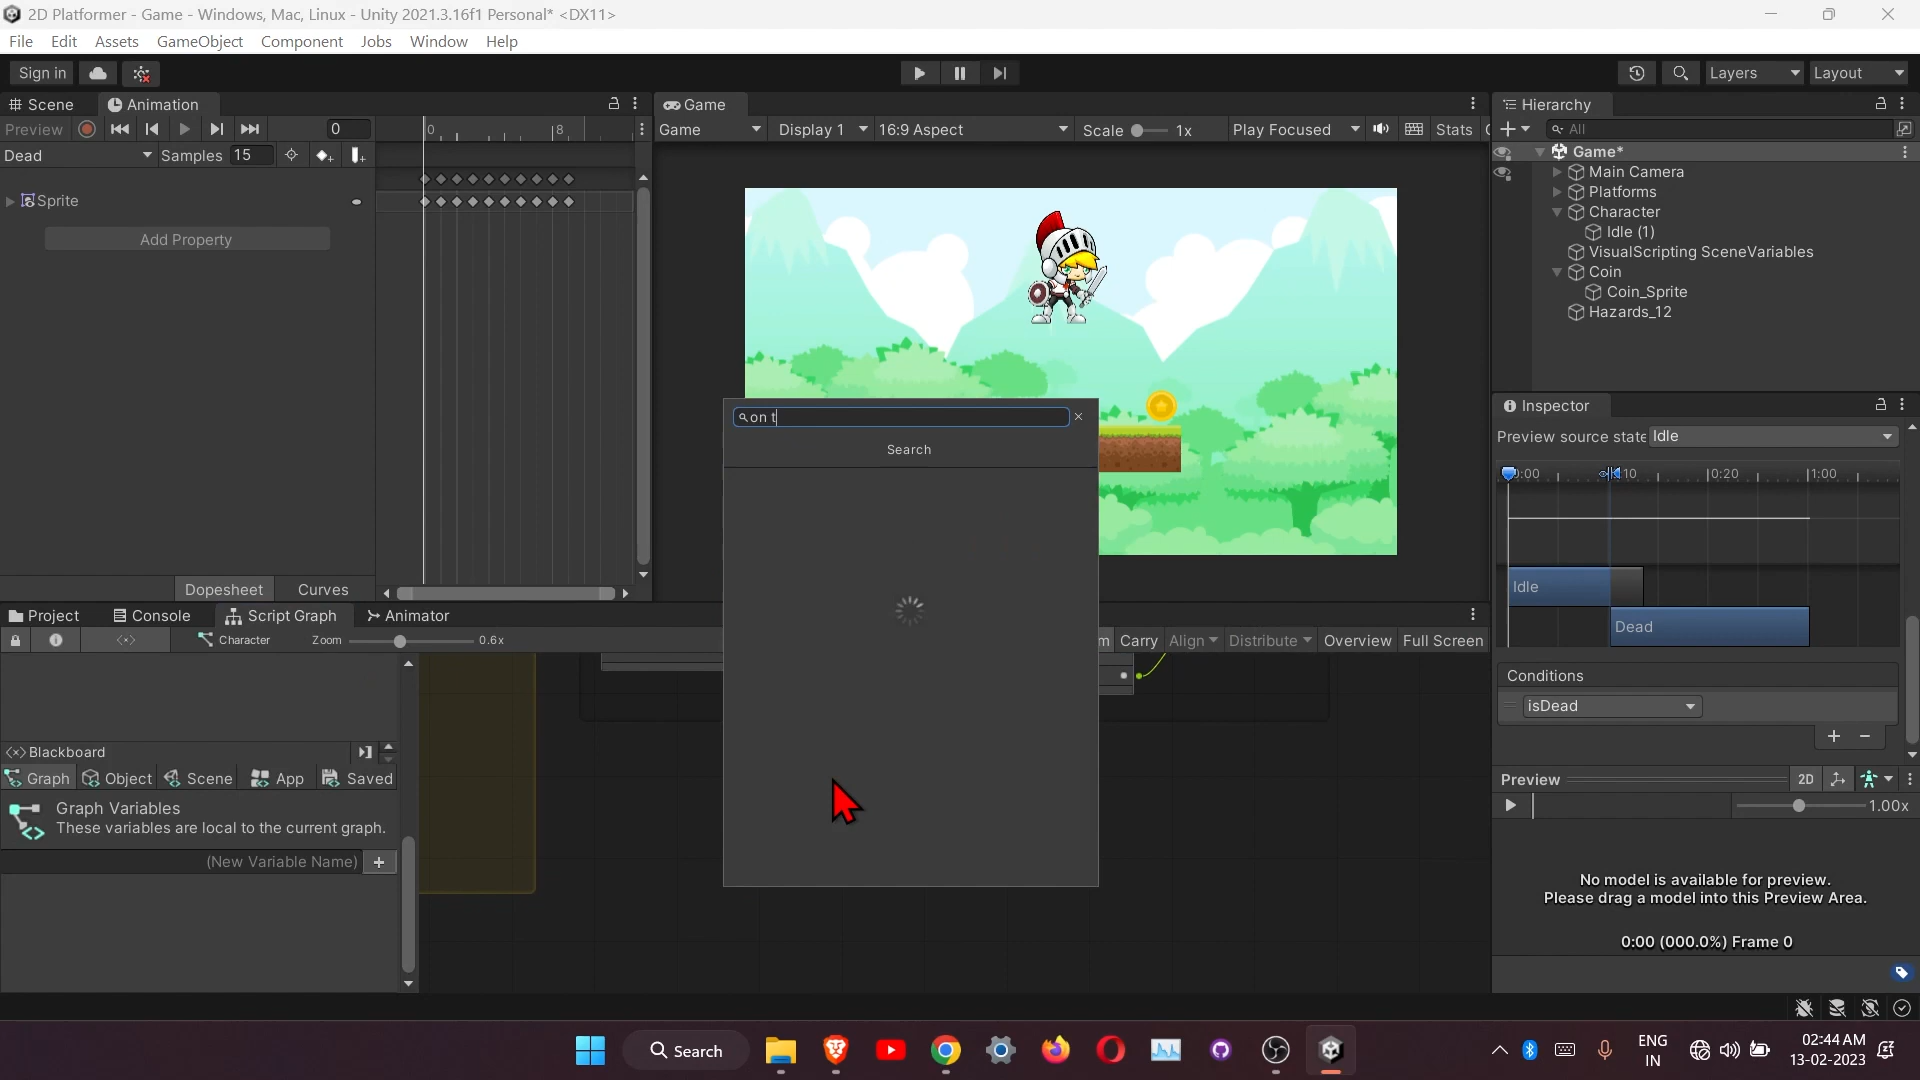 2D Platformer - Game - Windows, Mac, Linux - Unity 2021.3.16f1 Personal* <DX11>
File Edit Assets GameObject Component Jobs Window Help
Sign in
Layers Layout
Scene Animation
Game
Hierarchy
Preview 0
0 8
Game Display 1 16:9 Aspect Scale 1x Play Focused Stats
All
Dead Samples 15
Game*
Main Camera
Platforms
Character
Idle (1)
VisualScripting SceneVariables
Coin
Coin_Sprite
Hazards_12
Sprite
Add Property
on t
Search
Inspector
Preview source state Idle
0:00 0:10 0:20 1:00
Idle
Dead
Conditions
isDead
Dopesheet Curves
Project Console Script Graph Animator
Character Zoom 0.6x
Carry Align Distribute Overview Full Screen
Blackboard
Graph Object Scene App Saved
Graph Variables
These variables are local to the current graph.
(New Variable Name)
Preview 2D
1.00x
No model is available for preview.
Please drag a model into this Preview Area.
0:00 (000.0%) Frame 0
Search
ENG
IN
02:44 AM
13-02-2023